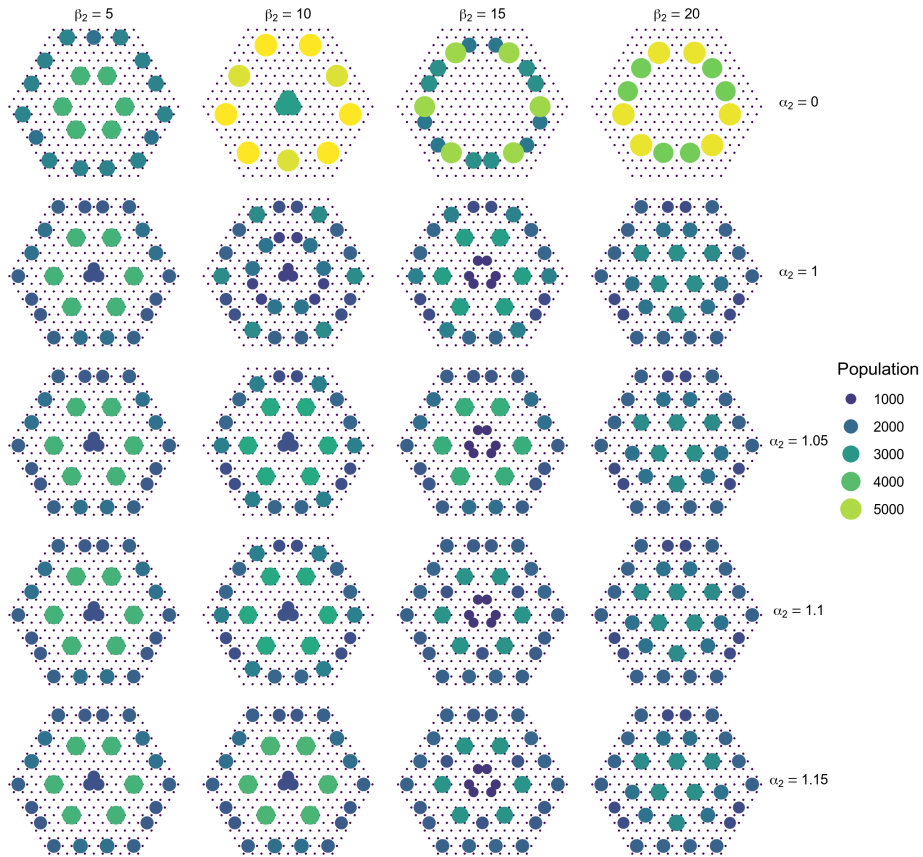 β₂ = 5 β₂ = 10 β₂ = 15 β₂ = 20
α₂ = 0
α₂ = 1
Population
1000
2000
α₂ = 1.05
3000
4000
5000
α₂ = 1.1
α₂ = 1.15